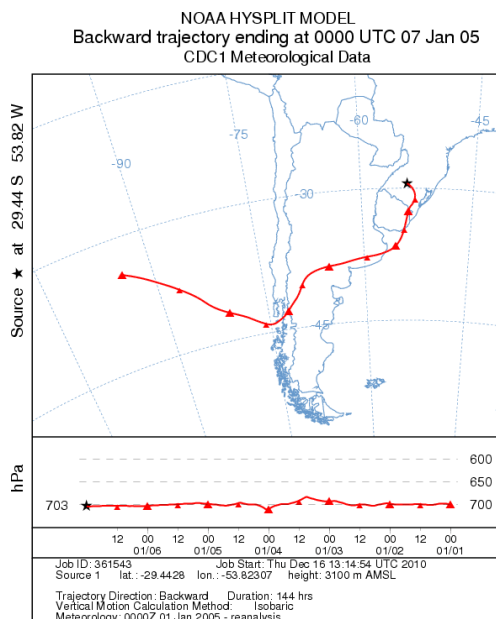 NOAA HYSPLIT MODEL
Backward trajectory ending at 0000 UTC 07 Jan 05
CDC1 Meteorological Data
Source ★ at 29.44 S 53.82 W
-45
-60
-75
-90
-30
-45
hPa
600
650
703
700
12 00 12 00 12 00 12 00 12 00 12 00
01/06 01/05 01/04 01/03 01/02 01/01
Job ID: 361543 Job Start: Thu Dec 16 13:14:54 UTC 2010
Source 1 lat.: -29.4428 lon.: -53.82307 height: 3100 m AMSL
Trajectory Direction: Backward Duration: 144 hrs
Vertical Motion Calculation Method: Isobaric
Meteorology: 0000Z 01 Jan 2005 - reanalysis